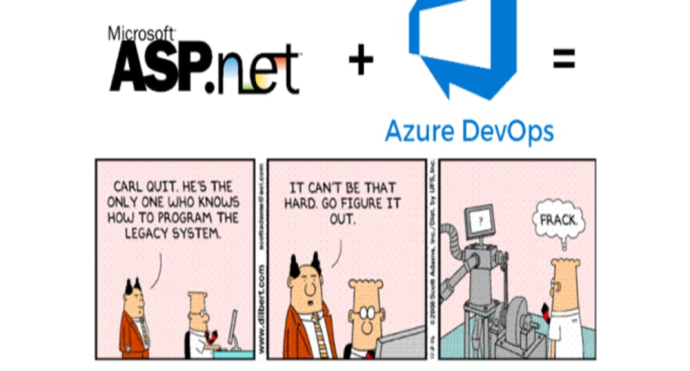 Microsoft
ASP.net
+
=
Azure DevOps
CARL QUIT. HE'S THE
ONLY ONE WHO KNOWS
HOW TO PROGRAM THE
LEGACY SYSTEM.
www.dilbert.com
scottadams@aol.com
IT CAN'T BE THAT
HARD. GO FIGURE IT
OUT.
©2006 Scott Adams, Inc./Dist. by UFS, Inc.
?
FRACK.